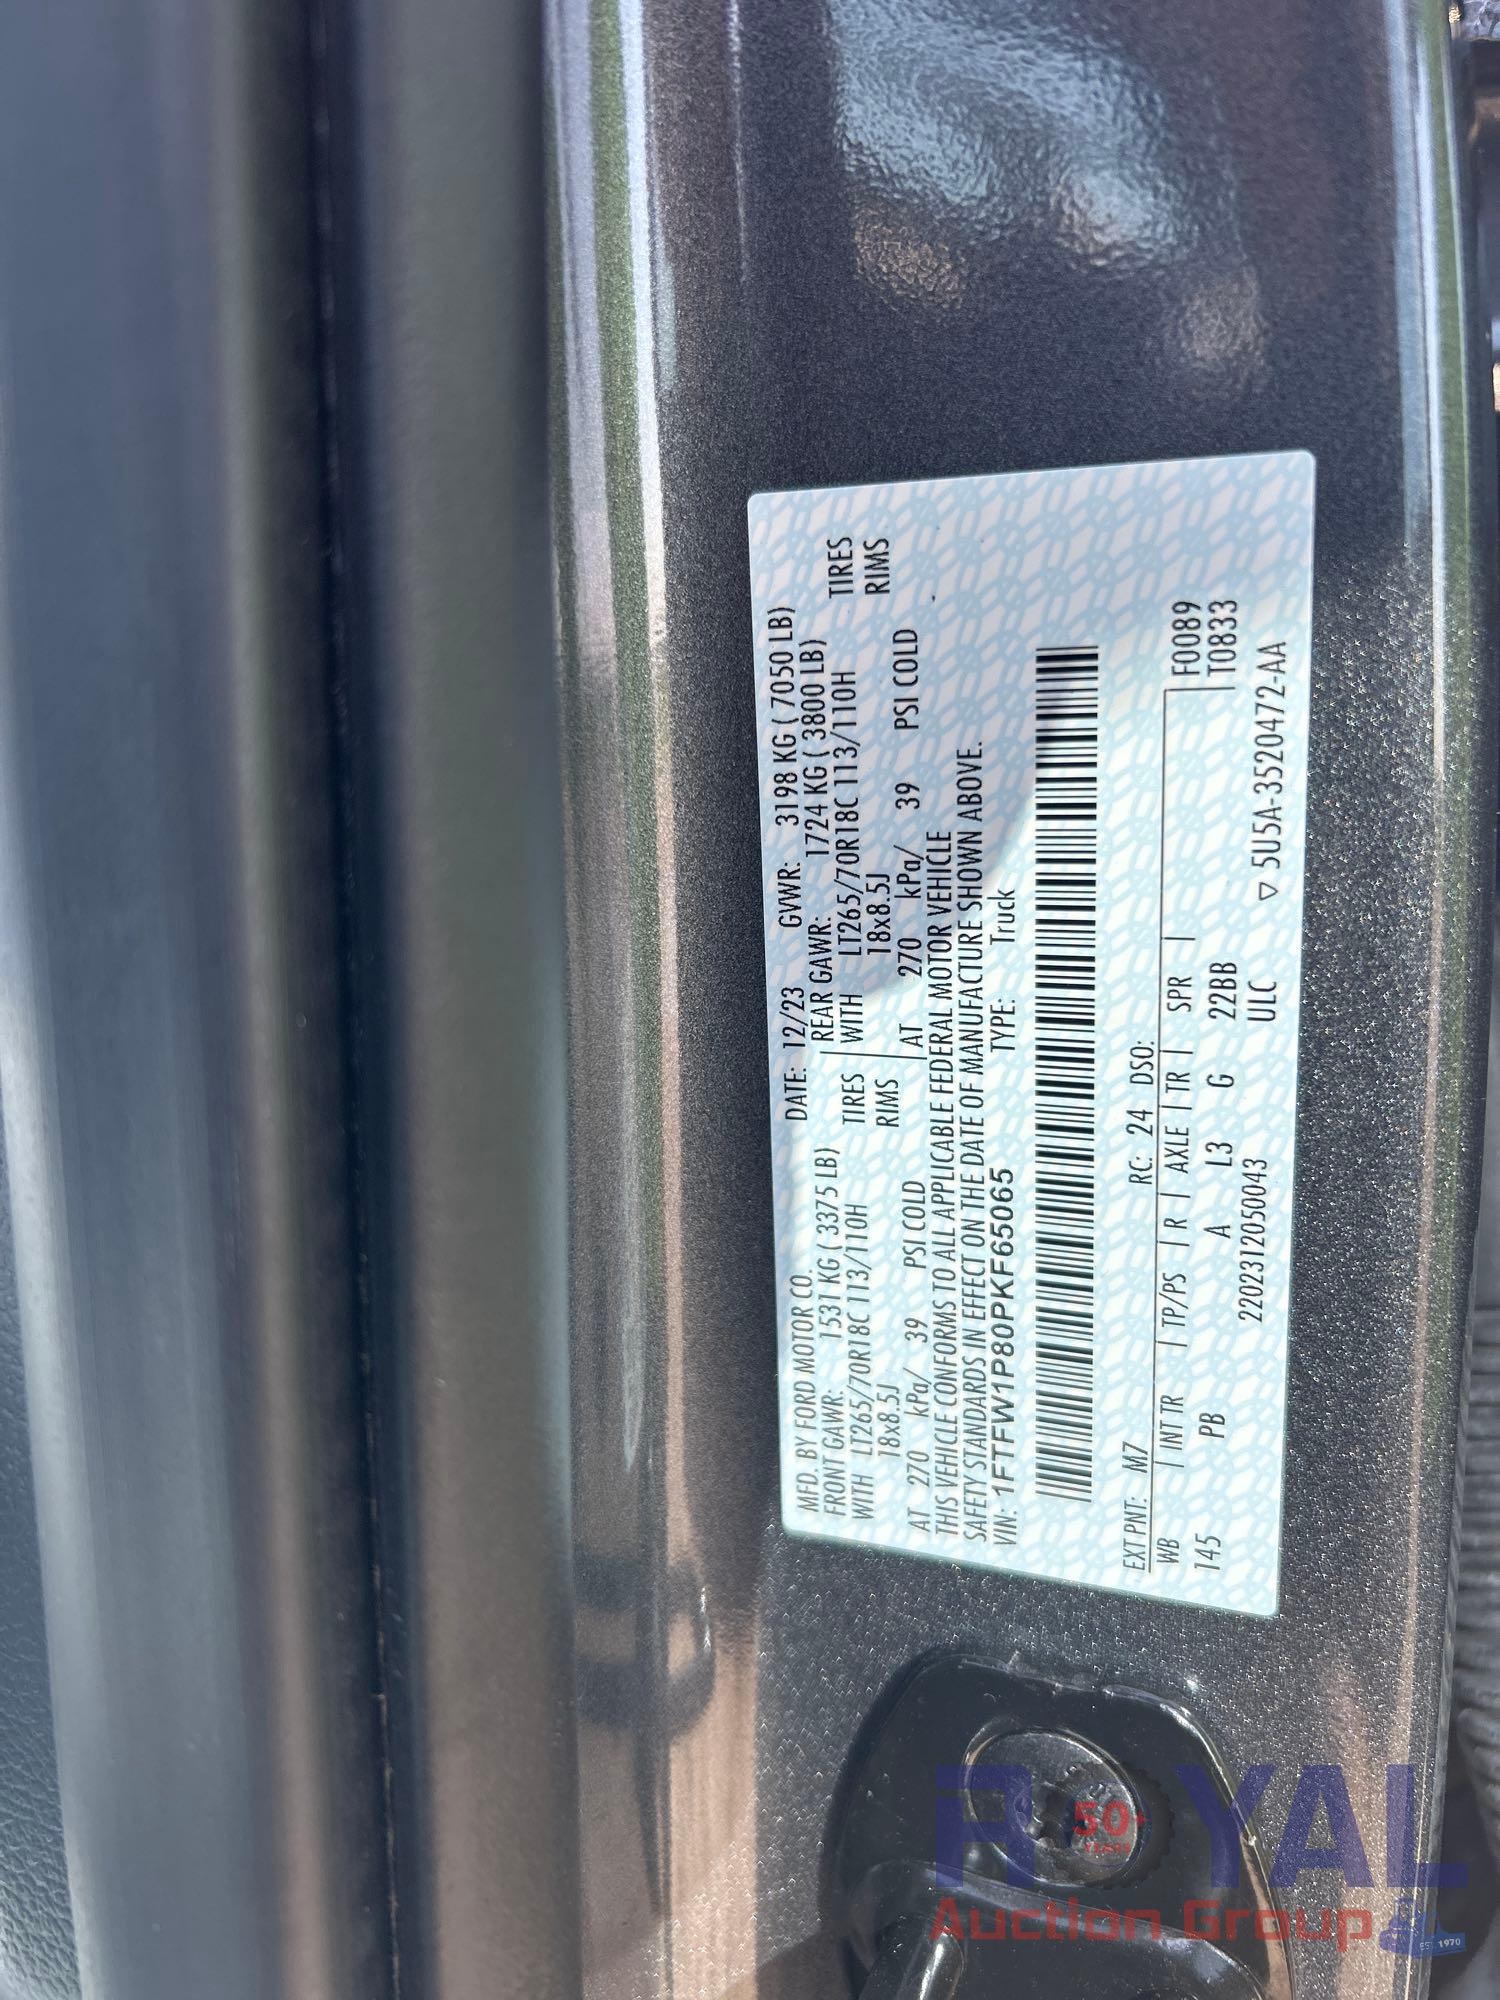 MFD. BY FORD MOTOR CO. DATE: 12/23 GVWR: 3198 KG ( 7050 LB)
FRONT GAWR: 1531 KG ( 3375 LB) REAR GAWR: 1724 KG ( 3800 LB)
WITH LT265/70R18C 113/110H TIRES WITH LT265/70R18C 113/110H TIRES
18x8.5J RIMS 18x8.5J RIMS
AT 270 kPa/ 39 PSI COLD AT 270 kPa/ 39 PSI COLD
THIS VEHICLE CONFORMS TO ALL APPLICABLE FEDERAL MOTOR VEHICLE
SAFETY STANDARDS IN EFFECT ON THE DATE OF MANUFACTURE SHOWN ABOVE.
VIN: 1FTFW1P80PKF65065 TYPE: Truck
EXT PNT: M7 RC: 24 DSO:
WB | INT TR | TP/PS | R | AXLE | TR | SPR | F0089
145 PB A L3 G 22BB T0833
2202312050043 ULC ▽ 5U5A-3520472-AA
ROYAL
50+
YEARS
Auction Group
EST. 1970